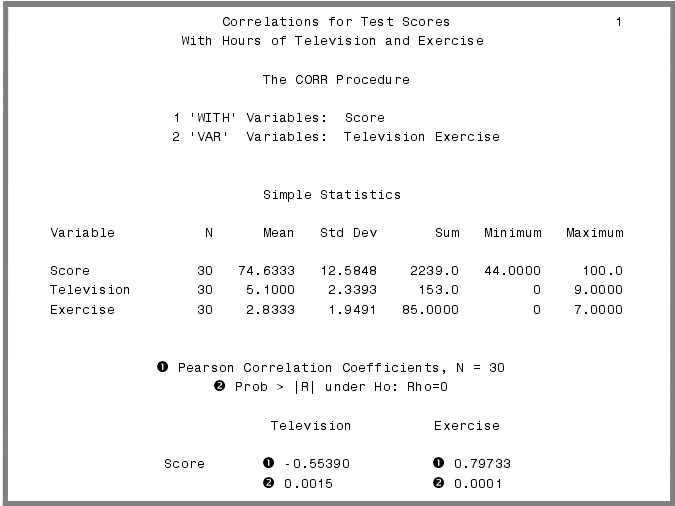 Correlations for Test Scores 1
With Hours of Television and Exercise
The CORR Procedure
1 'WITH' Variables: Score
2 'VAR' Variables: Television Exercise
Simple Statistics
Variable N Mean Std Dev Sum Minimum Maximum
Score 30 74.6333 12.5848 2239.0 44.0000 100.0
Television 30 5.1000 2.3393 153.0 0 9.0000
Exercise 30 2.8333 1.9491 85.0000 0 7.0000
❶ Pearson Correlation Coefficients, N = 30
❷ Prob > |R| under Ho: Rho=0
Television Exercise
Score ❶ -0.55390 ❶ 0.79733
❷ 0.0015 ❷ 0.0001